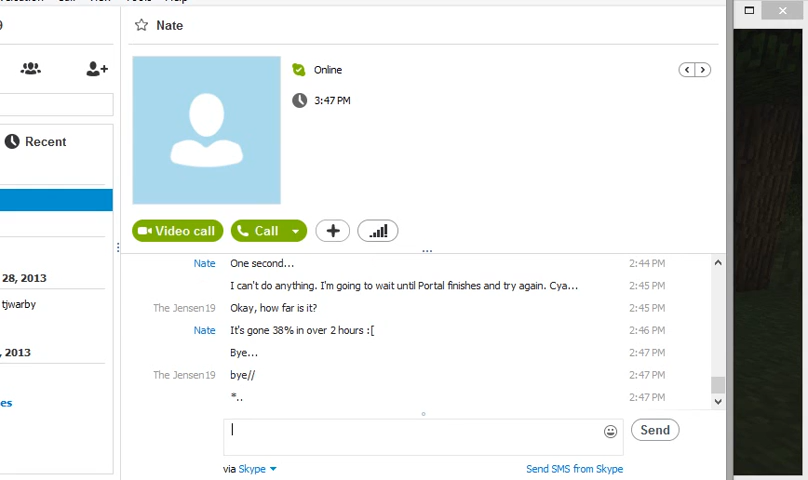 Nate
Online
3:47 PM
Recent
Video call
Call
28, 2013
tjwarby
, 2013
es
Nate One second... 2:44 PM
I can't do anything. I'm going to wait until Portal finishes and try again. Cya... 2:45 PM
The Jensen19 Okay, how far is it? 2:45 PM
Nate It's gone 38% in over 2 hours :[ 2:46 PM
Bye... 2:47 PM
The Jensen19 bye// 2:47 PM
*.. 2:47 PM
Send
via Skype
Send SMS from Skype